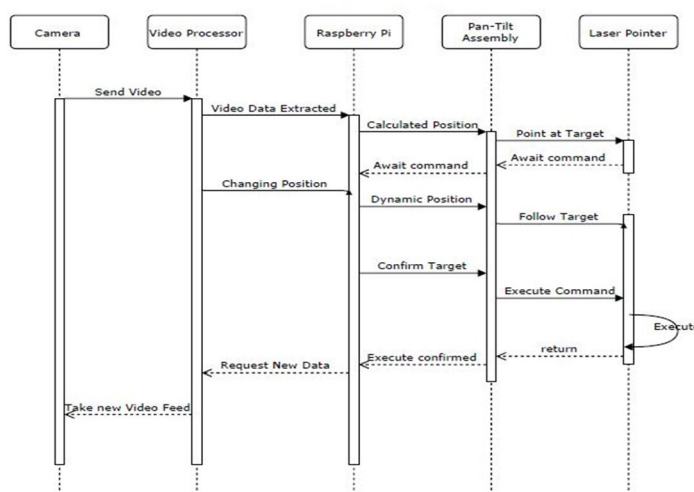 Camera
Video Processor
Raspberry Pi
Pan-Tilt
Assembly
Laser Pointer
Send Video
Video Data Extracted
Calculated Position
Point at Target
Await command
Await command
Changing Position
Dynamic Position
Follow Target
Confirm Target
Execute Command
Execut
return
Execute confirmed
Request New Data
Take new Video Feed